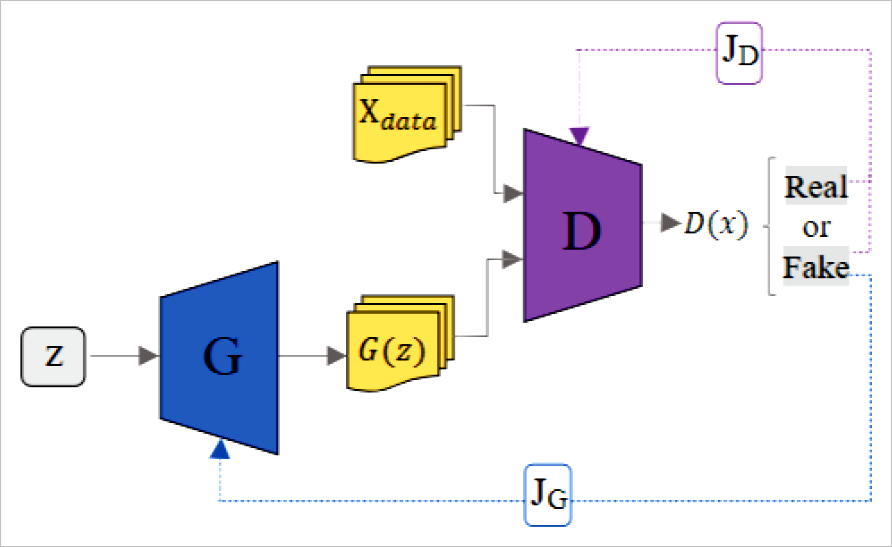 J_D
X_data
D
D(x)
Real
or
Fake
z
G
G(z)
J_G